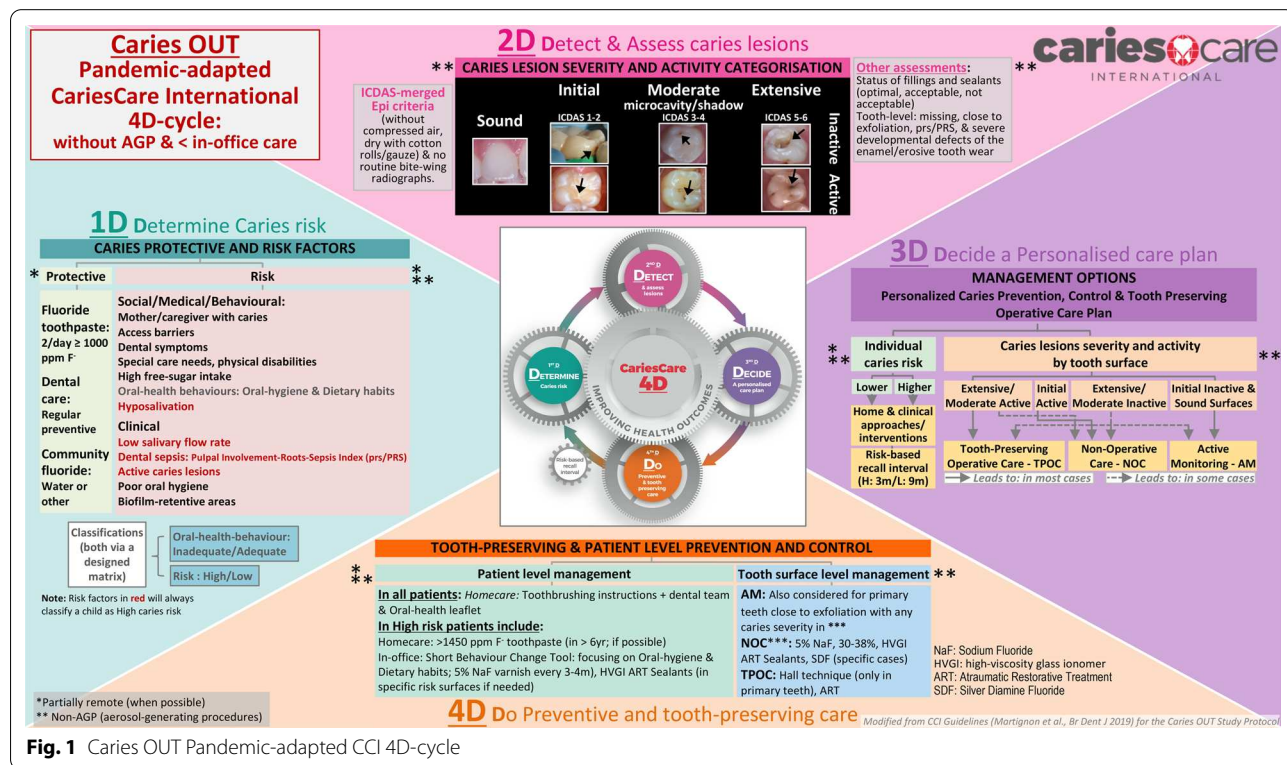 Caries OUT
Pandemic-adapted
CariesCare International
4D-cycle:
without AGP & < in-office care
2D Detect & Assess caries lesions
caries care
INTERNATIONAL
** CARIES LESION SEVERITY AND ACTIVITY CATEGORISATION
ICDAS-merged
Epi criteria
(without
compressed air,
dry with cotton
rolls/gauze) & no
routine bite-wing
radiographs.
Sound
Initial
ICDAS 1-2
Moderate
microcavity/shadow
ICDAS 3-4
Extensive
ICDAS 5-6
Inactive
Active
Other assessments: **
Status of fillings and sealants
(optimal, acceptable, not
acceptable)
Tooth-level: missing, close to
exfoliation, prs/PRS, & severe
developmental defects of the
enamel/erosive tooth wear
1D Determine Caries risk
CARIES PROTECTIVE AND RISK FACTORS
* Protective
Risk
***
Fluoride
toothpaste:
2/day ≥ 1000
ppm F-
Dental
care:
Regular
preventive
Community
fluoride:
Water or
other
Social/Medical/Behavioural:
Mother/caregiver with caries
Access barriers
Dental symptoms
Special care needs, physical disabilities
High free-sugar intake
Oral-health behaviours: Oral-hygiene & Dietary habits
Hyposalivation
Clinical
Low salivary flow rate
Dental sepsis: Pulpal Involvement-Roots-Sepsis Index (prs/PRS)
Active caries lesions
Poor oral hygiene
Biofilm-retentive areas
Classifications
(both via a
designed
matrix)
Oral-health-behaviour:
Inadequate/Adequate
Risk : High/Low
Note: Risk factors in red will always
classify a child as High caries risk
2ND D
DETECT
& assess
lesions
1ST D
DETERMINE
Caries risk
CariesCare
4D
IMPROVING HEALTH OUTCOMES
3RD D
DECIDE
A personalised
care plan
Risk-based
recall
interval
4TH D
DO
Preventive
& tooth
preserving
care
3D Decide a Personalised care plan
MANAGEMENT OPTIONS
Personalized Caries Prevention, Control & Tooth Preserving
Operative Care Plan
***
Individual
caries risk
Caries lesions severity and activity
by tooth surface
**
Lower
Higher
Home & clinical
approaches/
interventions
Risk-based
recall interval
(H: 3m/L: 9m)
Extensive/
Moderate Active
Initial
Active
Extensive/
Moderate Inactive
Initial Inactive &
Sound Surfaces
Tooth-Preserving
Operative Care - TPOC
Non-Operative
Care - NOC
Active
Monitoring - AM
Leads to: in most cases
Leads to: in some cases
TOOTH-PRESERVING & PATIENT LEVEL PREVENTION AND CONTROL
***
Patient level management
Tooth surface level management **
In all patients: Homecare: Toothbrushing instructions + dental team
& Oral-health leaflet
In High risk patients include:
Homecare: >1450 ppm F- toothpaste (in > 6yr; if possible)
In-office: Short Behaviour Change Tool: focusing on Oral-hygiene &
Dietary habits; 5% NaF varnish every 3-4m), HVGI ART Sealants (in
specific risk surfaces if needed)
AM: Also considered for primary
teeth close to exfoliation with any
caries severity in ***
NOC***: 5% NaF, 30-38%, HVGI
ART Sealants, SDF (specific cases)
TPOC: Hall technique (only in
primary teeth), ART
NaF: Sodium Fluoride
HVGI: high-viscosity glass ionomer
ART: Atraumatic Restorative Treatment
SDF: Silver Diamine Fluoride
*Partially remote (when possible)
** Non-AGP (aerosol-generating procedures)
4D Do Preventive and tooth-preserving care
Modified from CCI Guidelines (Martignon et al., Br Dent J 2019) for the Caries OUT Study Protocol
Fig. 1 Caries OUT Pandemic-adapted CCI 4D-cycle